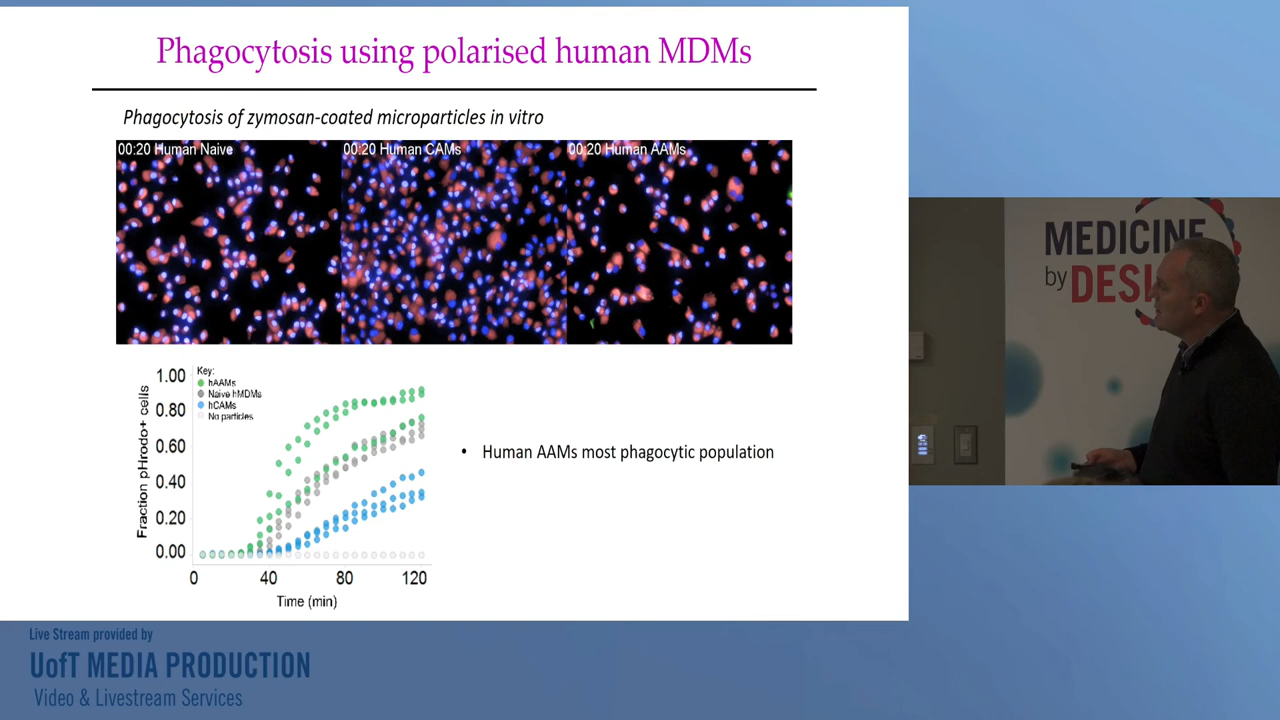 Phagocytosis using polarised human MDMs
Phagocytosis of zymosan-coated microparticles in vitro
00:20 Human Naive
00:20 Human CAMs
00:20 Human AAMs
1.00
0.80
0.60
0.40
0.20
0.00
Fraction pHrodo+ cells
Key:
hAAMs
Naive hMDMs
hCAMs
No particles
0
40
80
120
Time (min)
• Human AAMs most phagocytic population
MEDICINE
by DESI
Live Stream provided by
UofT MEDIA PRODUCTION
Video & Livestream Services